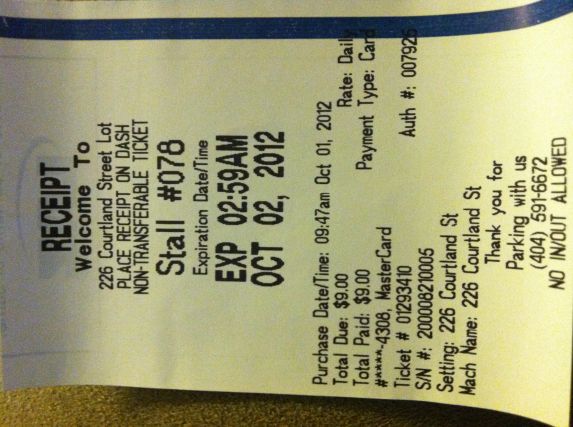 RECEIPT
Welcome To
226 Courtland Street Lot
PLACE RECEIPT ON DASH
NON-TRANSFERABLE TICKET
Stall #078
Expiration Date/Time
EXP 02:59AM
OCT 02, 2012
Purchase Date/Time: 09:47am Oct 01, 2012
Total Due: $9.00 Rate: Daily
Total Paid: $9.00 Payment Type: Card
#****-4308, MasterCard
Ticket # 01293410 Auth #: 007925
S/N #: 200008210005
Setting: 226 Courtland St
Mach Name: 226 Courtland St
Thank you for
Parking with us
(404) 591-6672
NO IN/OUT ALLOWED